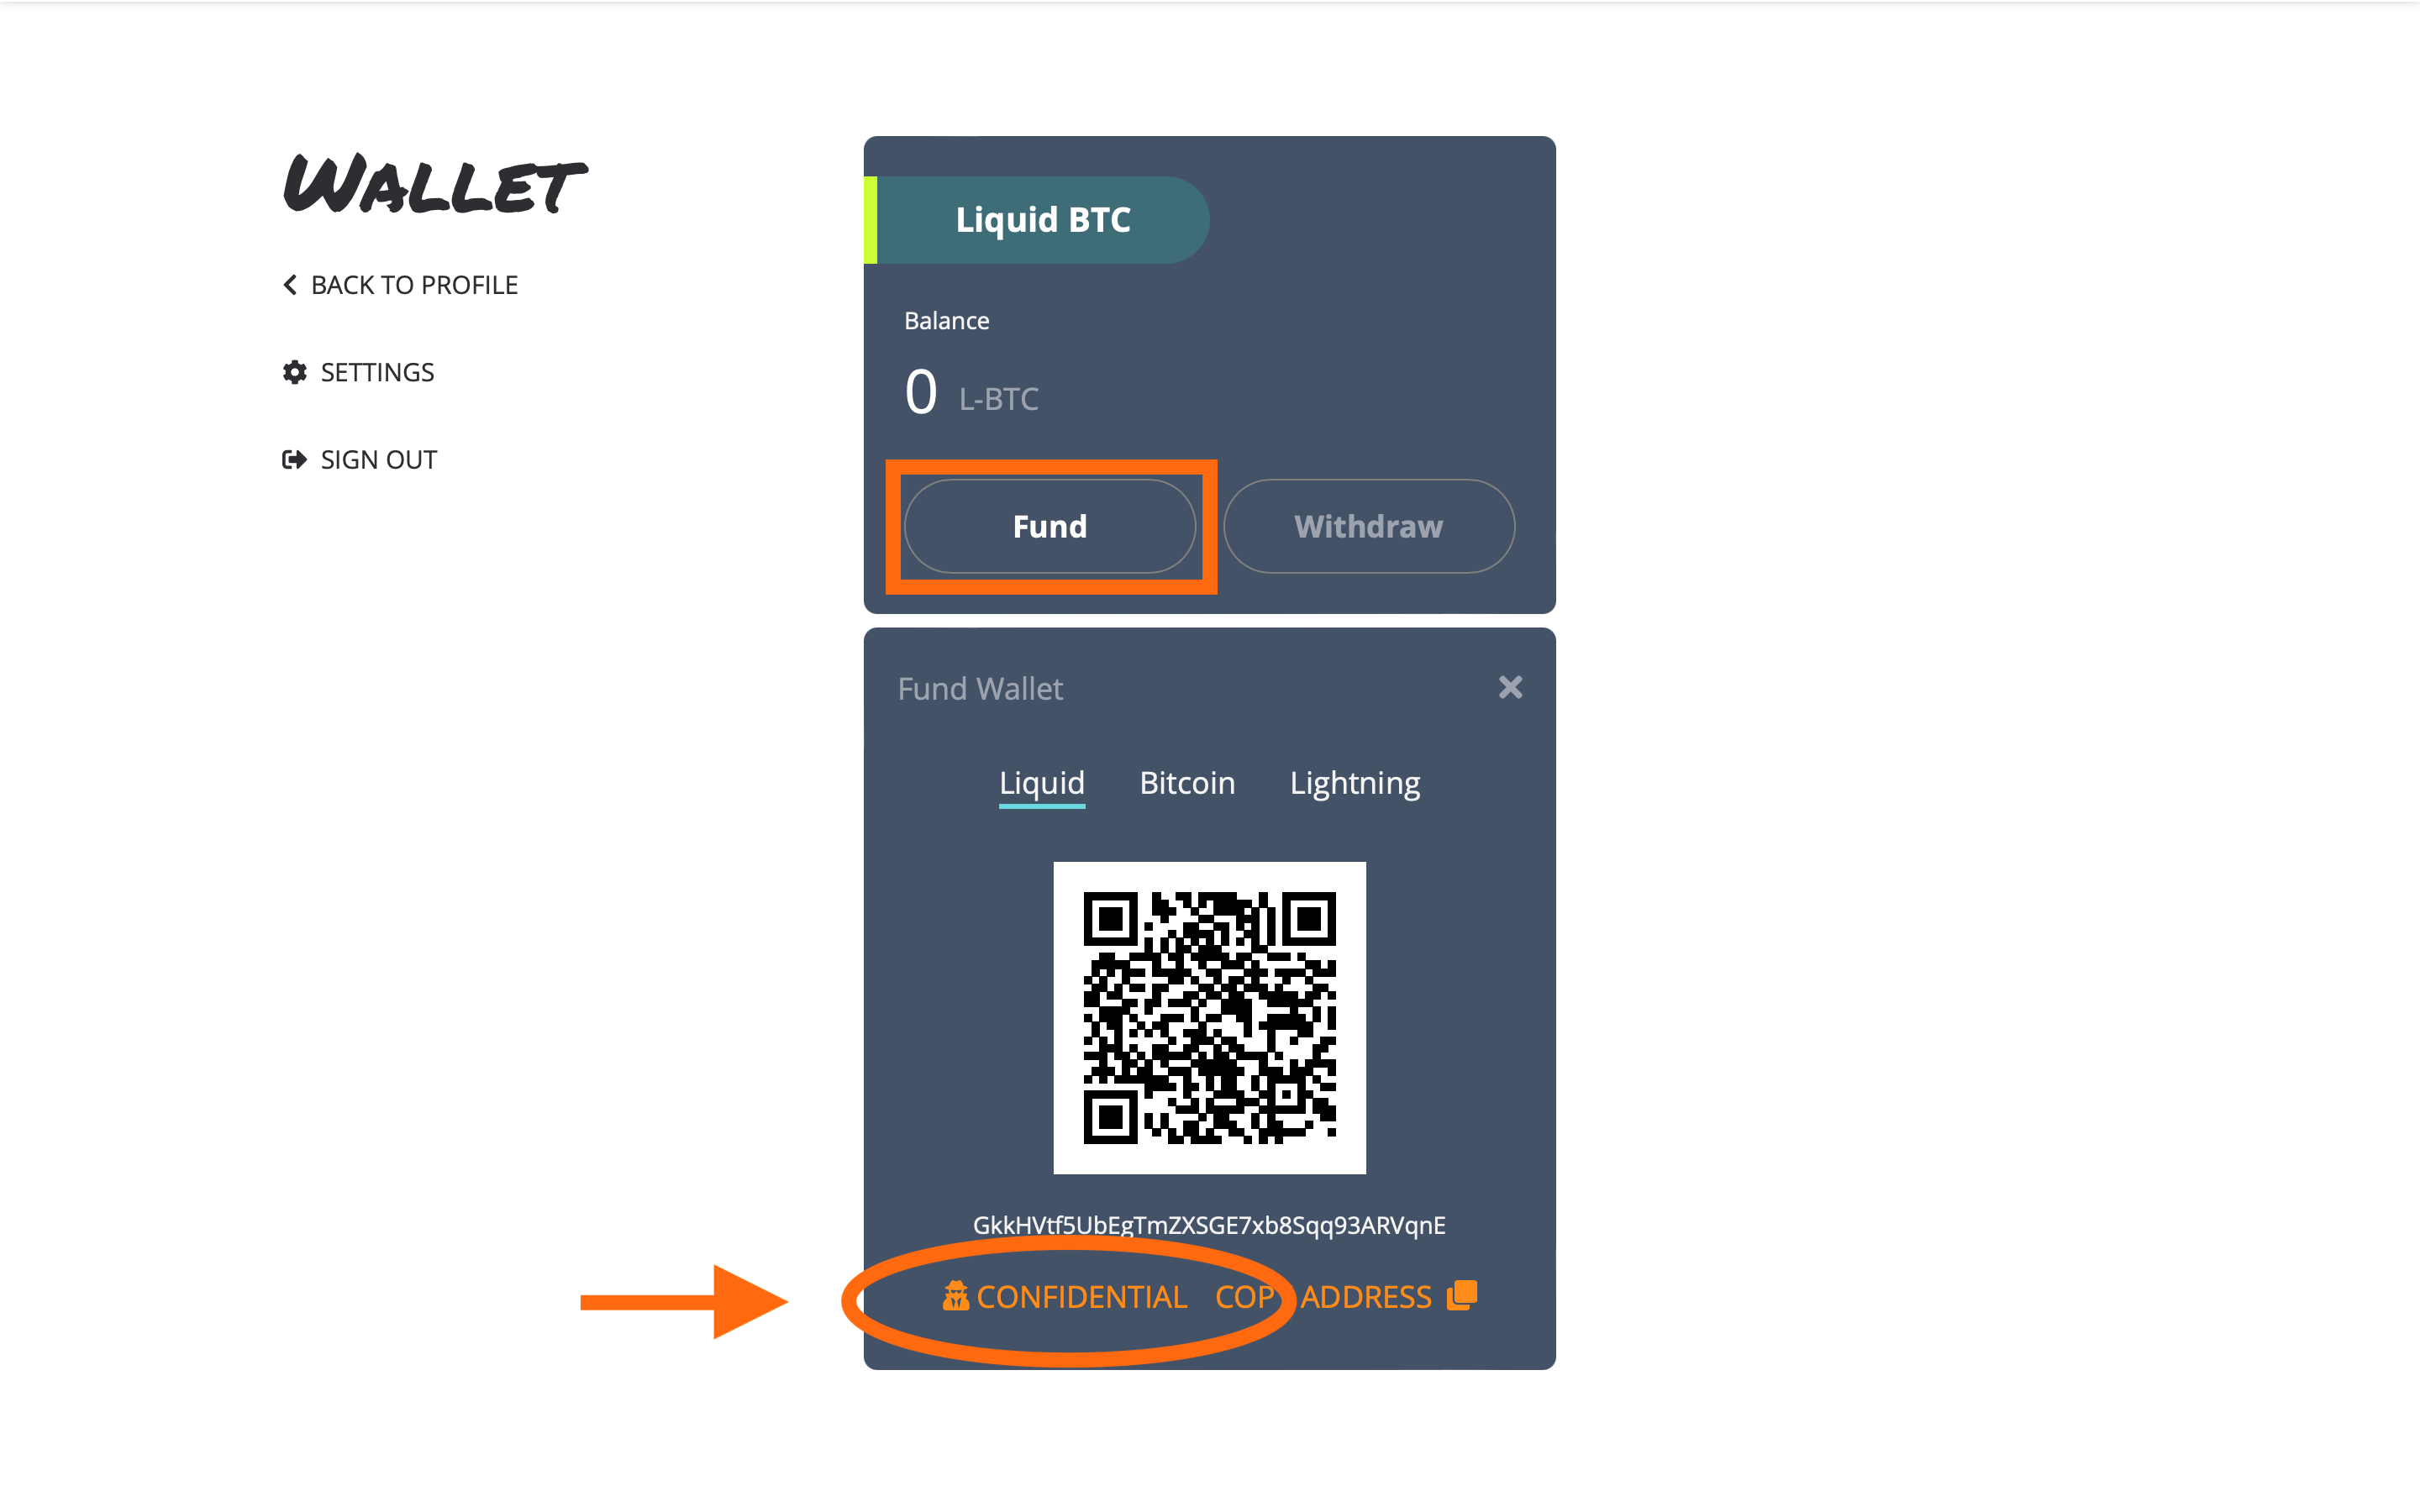 WALLET
BACK TO PROFILE
SETTINGS
SIGN OUT
Liquid BTC
Balance
0 L-BTC
Fund Withdraw
Fund Wallet
Liquid Bitcoin Lightning
GkkHVtf5UbEgTmZXSGE7xb8Sqq93ARVqnE
CONFIDENTIAL COP ADDRESS